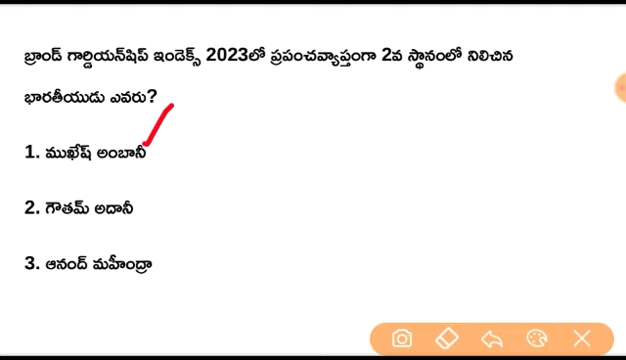 బ్రాండ్ గార్డియన్‌షిప్ ఇండెక్స్ 2023లో ప్రపంచవ్యాప్తంగా 2వ స్థానంలో నిలిచిన
భారతీయుడు ఎవరు?
1. ముఖేష్ అంబానీ
2. గౌతమ్ అదానీ
3. ఆనంద్ మహీంద్రా